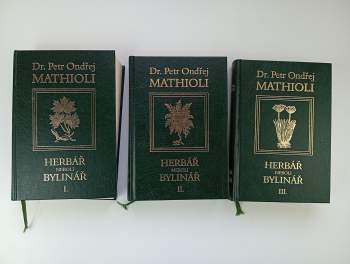 Dr. Petr Ondřej
MATHIOLI
HERBÁŘ
NEBOLI
BYLINÁŘ
I.
Dr. Petr Ondřej
MATHIOLI
HERBÁŘ
NEBOLI
BYLINÁŘ
II.
Dr. Petr Ondřej
MATHIOLI
HERBÁŘ
NEBOLI
BYLINÁŘ
III.